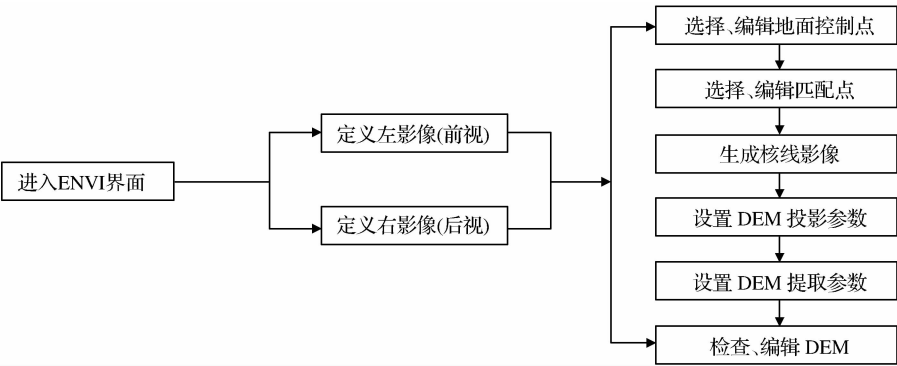 进入ENVI界面
定义左影像(前视)
定义右影像(后视)
选择、编辑地面控制点
选择、编辑匹配点
生成核线影像
设置 DEM 投影参数
设置 DEM 提取参数
检查、编辑 DEM